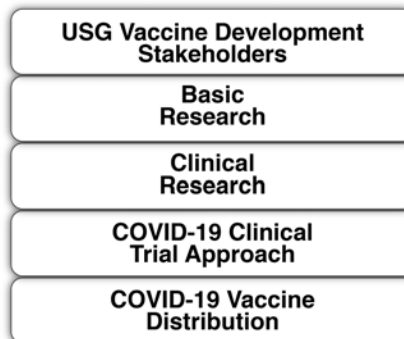 USG Vaccine Development
Stakeholders
Basic
Research
Clinical
Research
COVID-19 Clinical
Trial Approach
COVID-19 Vaccine
Distribution